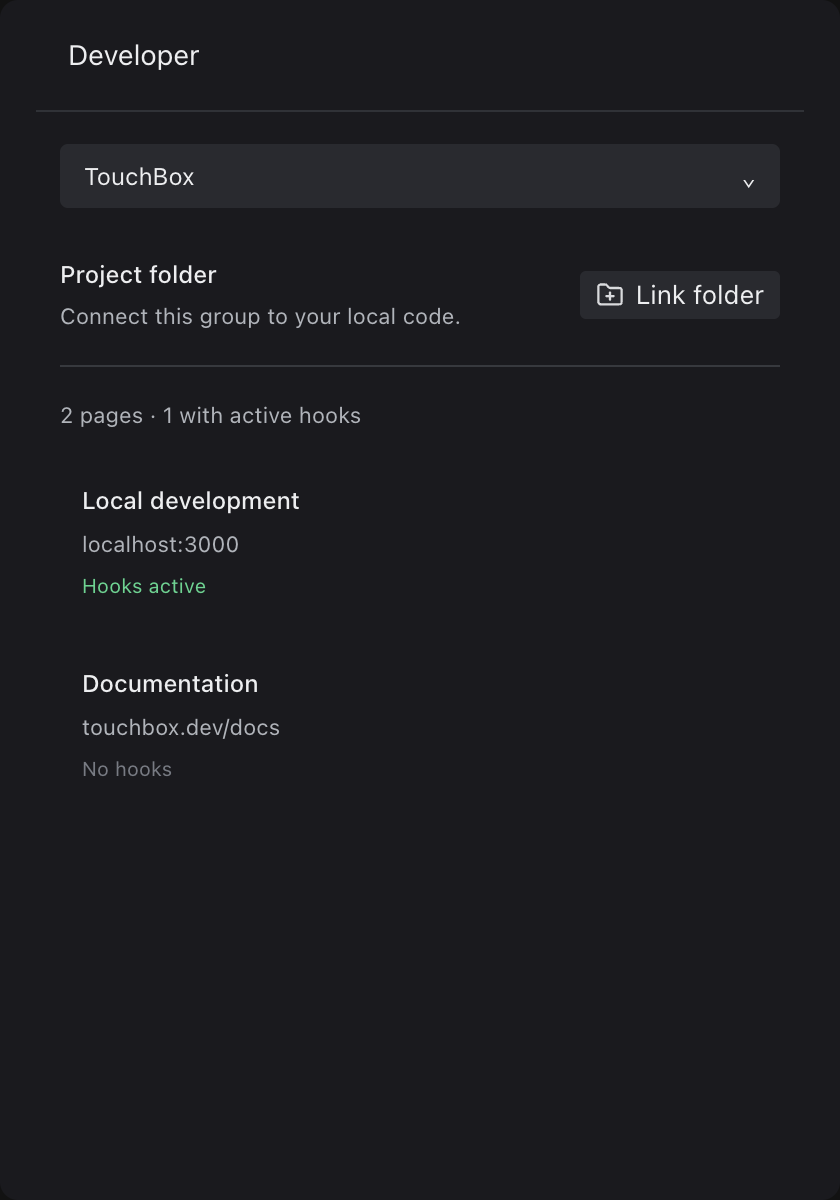 Developer
TouchBox
Project folder
Connect this group to your local code.
Link folder
2 pages · 1 with active hooks
Local development
localhost:3000
Hooks active
Documentation
touchbox.dev/docs
No hooks